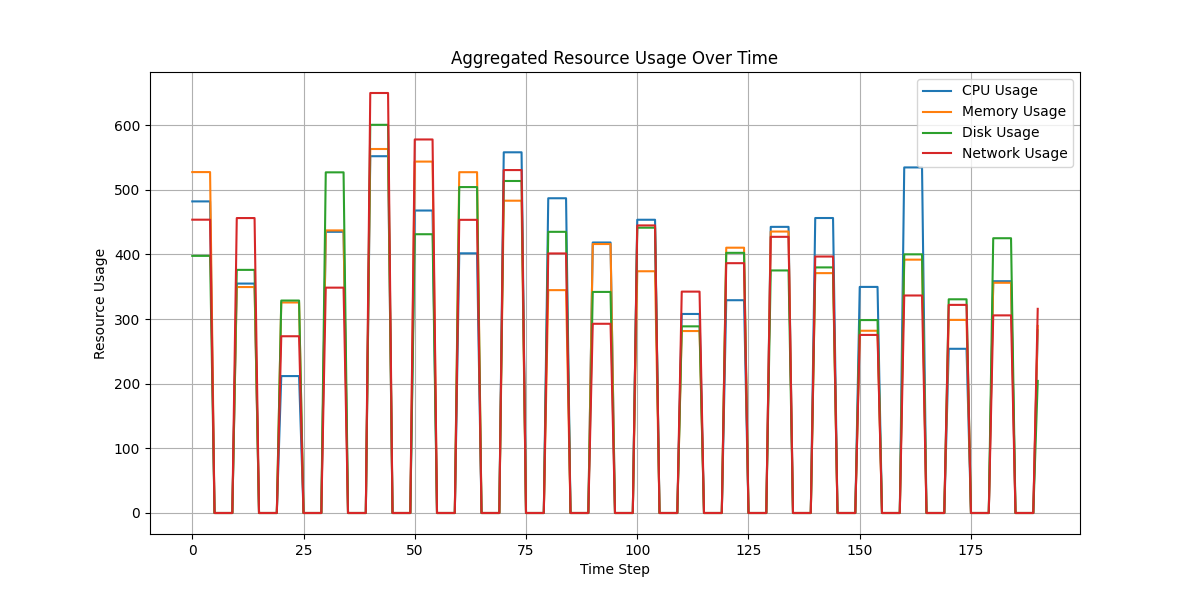 Aggregated Resource Usage Over Time
CPU Usage
Memory Usage
Disk Usage
Network Usage
Resource Usage
600
500
400
300
200
100
0
0 25 50 75 100 125 150 175
Time Step